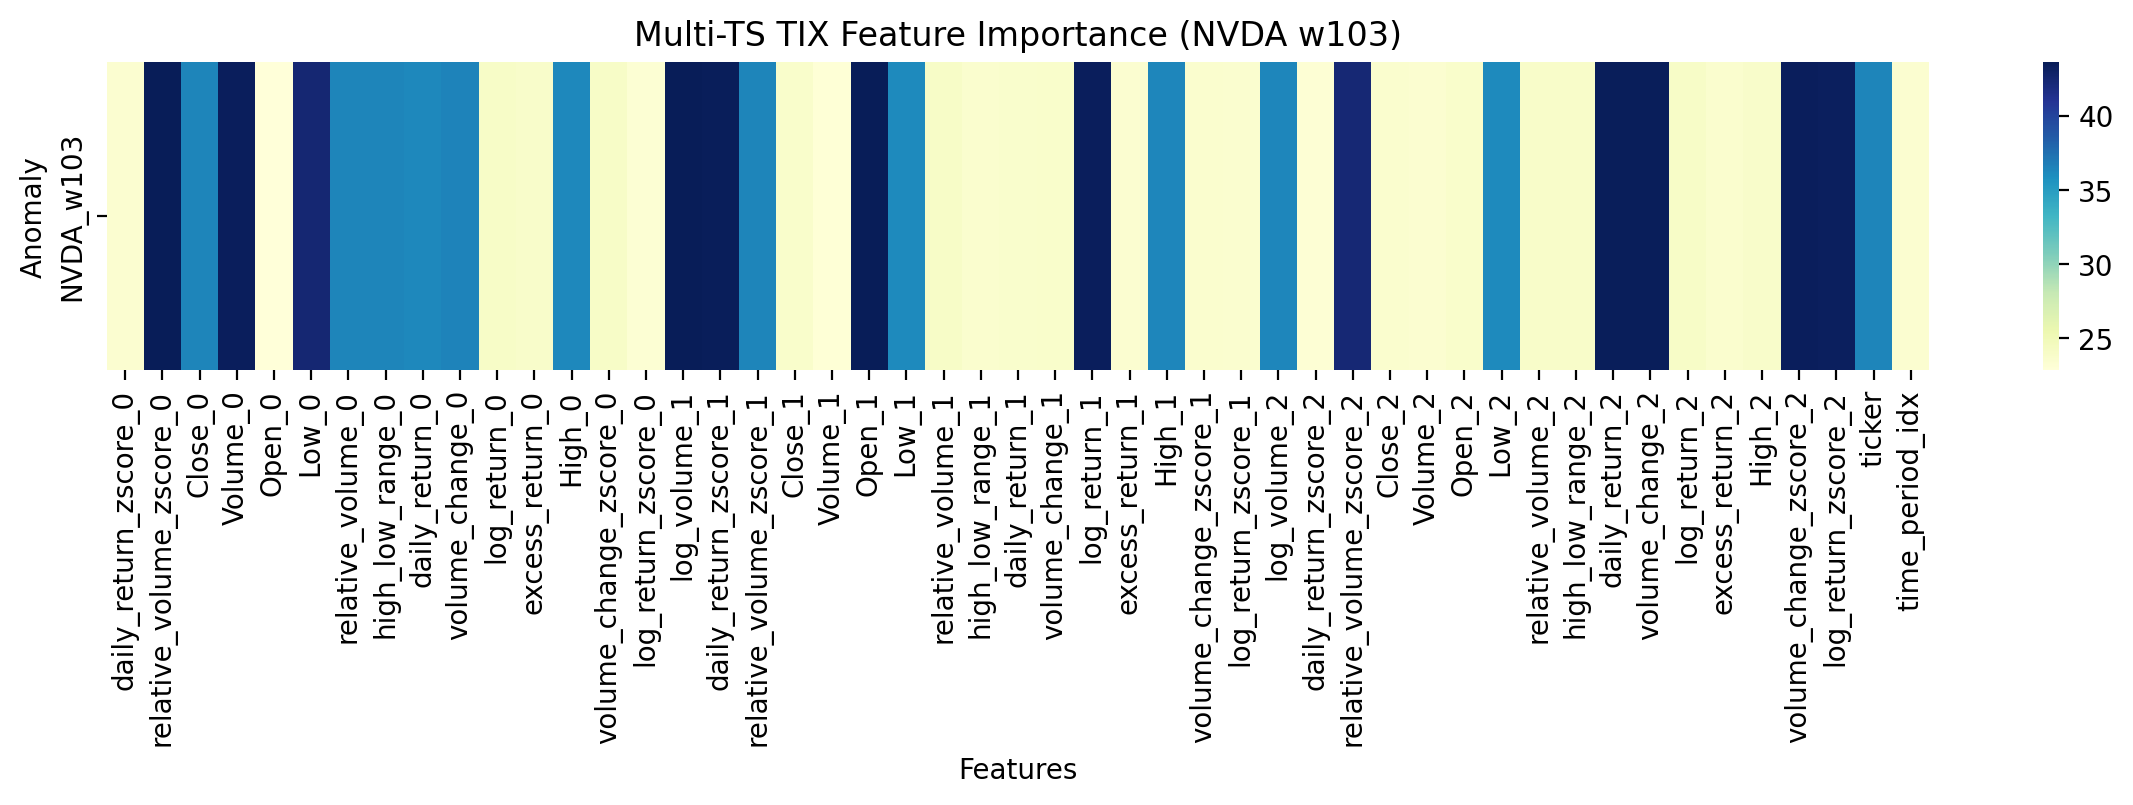 Multi-TS TIX Feature Importance (NVDA w103)
Anomaly
NVDA_w103
40
35
30
25
daily_return_zscore_0
relative_volume_zscore_0
Close_0
Volume_0
Open_0
Low_0
relative_volume_0
high_low_range_0
daily_return_0
volume_change_0
log_return_0
excess_return_0
High_0
volume_change_zscore_0
log_return_zscore_0
log_volume_1
daily_return_zscore_1
relative_volume_zscore_1
Close_1
Volume_1
Open_1
Low_1
relative_volume_1
high_low_range_1
daily_return_1
volume_change_1
log_return_1
excess_return_1
High_1
volume_change_zscore_1
log_return_zscore_1
log_volume_2
daily_return_zscore_2
relative_volume_zscore_2
Close_2
Volume_2
Open_2
Low_2
relative_volume_2
high_low_range_2
daily_return_2
volume_change_2
log_return_2
excess_return_2
High_2
volume_change_zscore_2
log_return_zscore_2
ticker
time_period_idx
Features